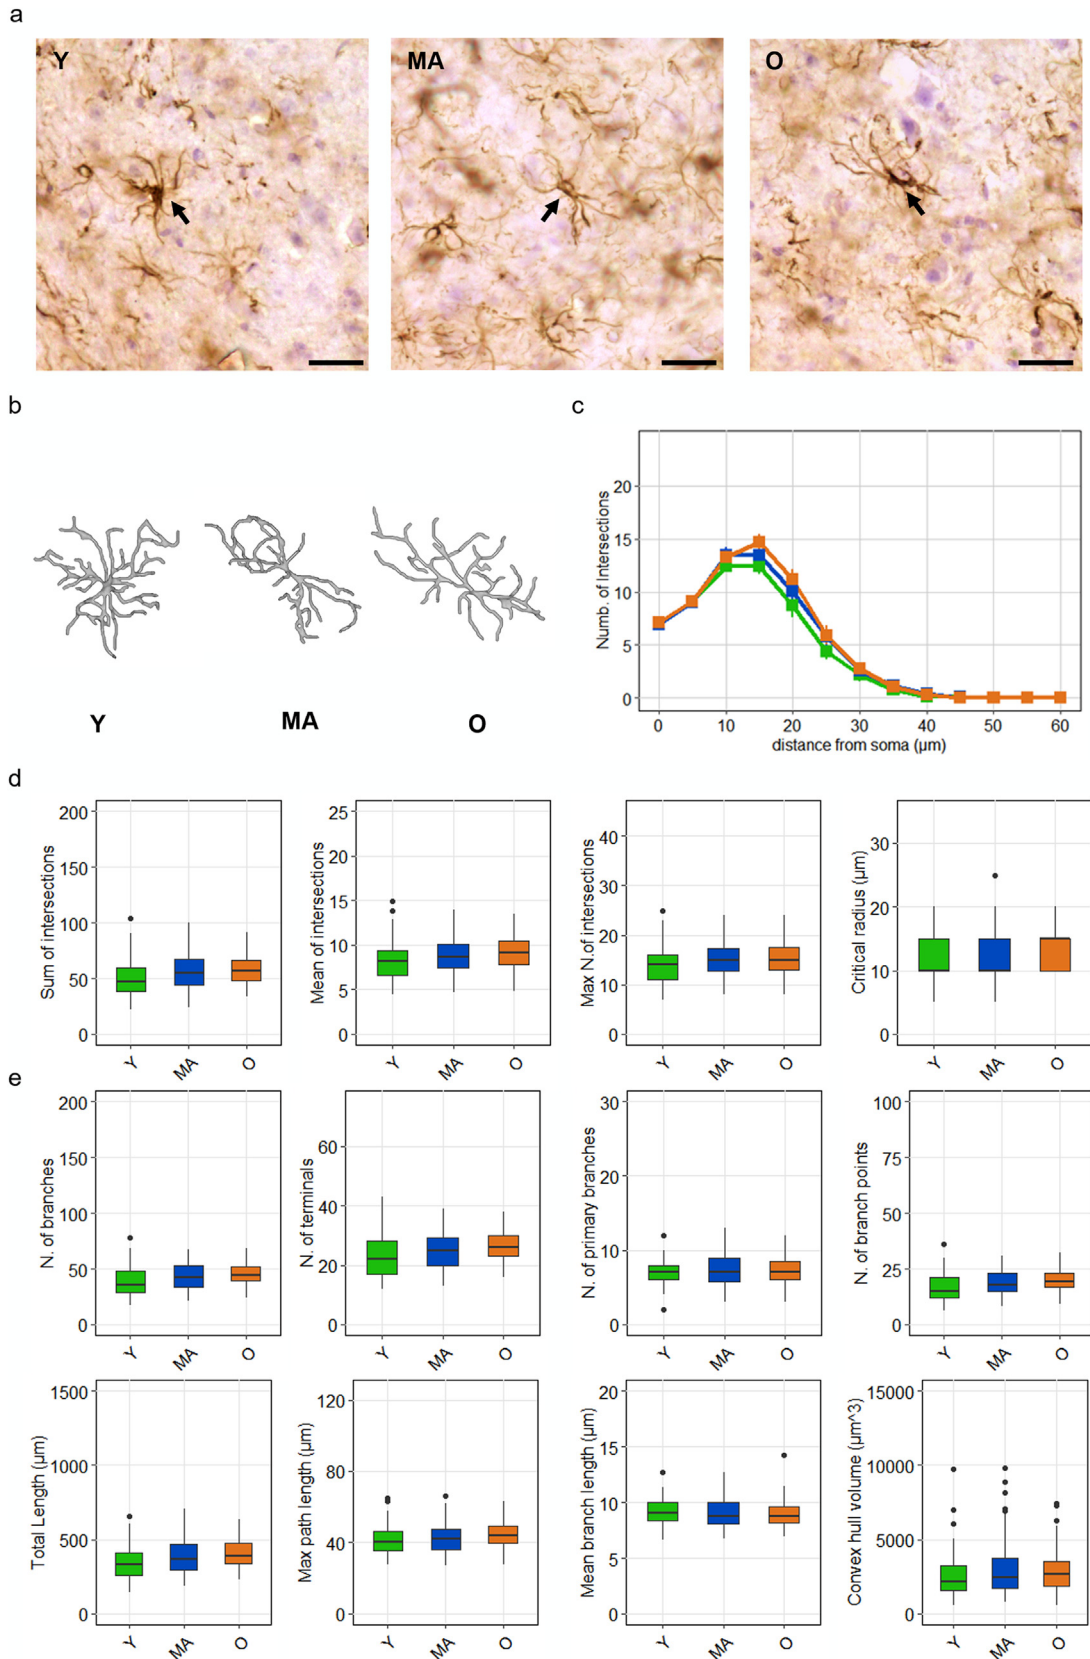 a
Y
MA
O
b
c
Y
MA
O
Numb. of Intersections
20
15
10
5
0
0 10 20 30 40 50 60
distance from soma (µm)
d
Sum of intersections
200
150
100
50
0
Y MA O
Mean of intersections
25
20
15
10
5
0
Y MA O
Max N.of intersections
40
30
20
10
0
Y MA O
Critical radius (µm)
30
20
10
0
Y MA O
e
N. of branches
200
150
100
50
0
Y MA O
N. of terminals
60
40
20
0
Y MA O
N. of primary branches
30
20
10
0
Y MA O
N. of branch points
100
75
50
25
0
Y MA O
Total Length (µm)
1500
1000
500
0
Y MA O
Max path length (µm)
120
80
40
0
Y MA O
Mean branch length (µm)
20
15
10
5
0
Y MA O
Convex hull volume (µm^3)
15000
10000
5000
0
Y MA O